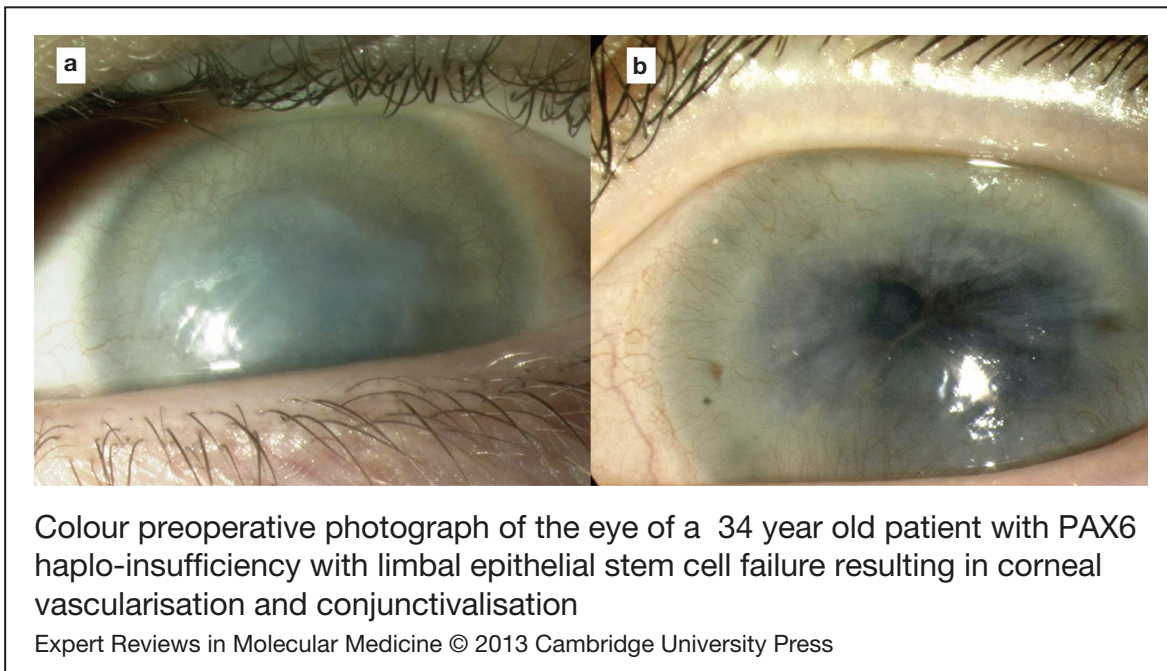 a b
Colour preoperative photograph of the eye of a 34 year old patient with PAX6
haplo-insufficiency with limbal epithelial stem cell failure resulting in corneal
vascularisation and conjunctivalisation
Expert Reviews in Molecular Medicine © 2013 Cambridge University Press